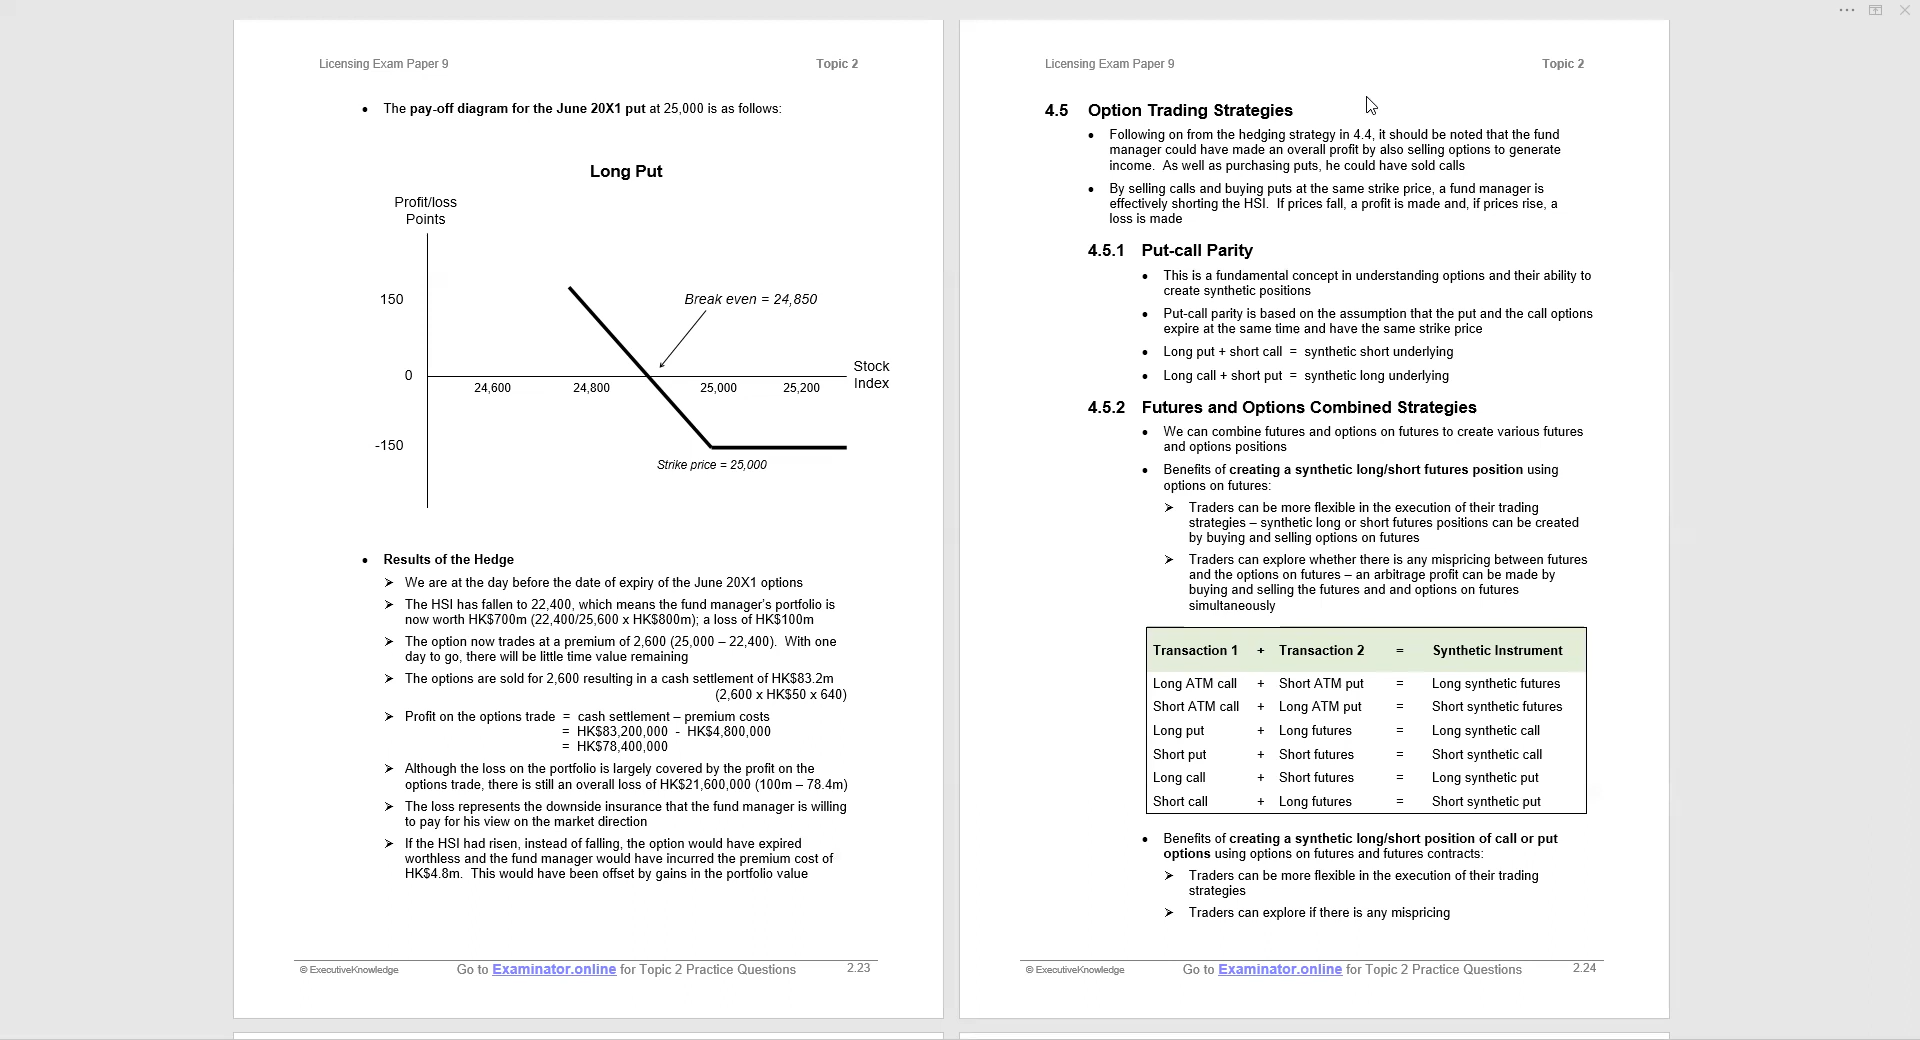 Licensing Exam Paper 9 Topic 2
• The pay-off diagram for the June 20X1 put at 25,000 is as follows:
Long Put
Profit/loss
Points
150
Break even = 24,850
0
Stock
Index
24,600 24,800 25,000 25,200
-150
Strike price = 25,000
• Results of the Hedge
➢ We are at the day before the date of expiry of the June 20X1 options
➢ The HSI has fallen to 22,400, which means the fund manager's portfolio is
now worth HK$700m (22,400/25,600 x HK$800m); a loss of HK$100m
➢ The option now trades at a premium of 2,600 (25,000 – 22,400). With one
day to go, there will be little time value remaining
➢ The options are sold for 2,600 resulting in a cash settlement of HK$83.2m
(2,600 x HK$50 x 640)
➢ Profit on the options trade = cash settlement – premium costs
= HK$83,200,000 - HK$4,800,000
= HK$78,400,000
➢ Although the loss on the portfolio is largely covered by the profit on the
options trade, there is still an overall loss of HK$21,600,000 (100m – 78.4m)
➢ The loss represents the downside insurance that the fund manager is willing
to pay for his view on the market direction
➢ If the HSI had risen, instead of falling, the option would have expired
worthless and the fund manager would have incurred the premium cost of
HK$4.8m. This would have been offset by gains in the portfolio value
© ExecutiveKnowledge Go to Examinator.online for Topic 2 Practice Questions 2.23
Licensing Exam Paper 9 Topic 2
4.5 Option Trading Strategies
• Following on from the hedging strategy in 4.4, it should be noted that the fund
manager could have made an overall profit by also selling options to generate
income. As well as purchasing puts, he could have sold calls
• By selling calls and buying puts at the same strike price, a fund manager is
effectively shorting the HSI. If prices fall, a profit is made and, if prices rise, a
loss is made
4.5.1 Put-call Parity
• This is a fundamental concept in understanding options and their ability to
create synthetic positions
• Put-call parity is based on the assumption that the put and the call options
expire at the same time and have the same strike price
• Long put + short call = synthetic short underlying
• Long call + short put = synthetic long underlying
4.5.2 Futures and Options Combined Strategies
• We can combine futures and options on futures to create various futures
and options positions
• Benefits of creating a synthetic long/short futures position using
options on futures:
➢ Traders can be more flexible in the execution of their trading
strategies – synthetic long or short futures positions can be created
by buying and selling options on futures
➢ Traders can explore whether there is any mispricing between futures
and the options on futures – an arbitrage profit can be made by
buying and selling the futures and and options on futures
simultaneously
Transaction 1 + Transaction 2 = Synthetic Instrument
Long ATM call + Short ATM put = Long synthetic futures
Short ATM call + Long ATM put = Short synthetic futures
Long put + Long futures = Long synthetic call
Short put + Short futures = Short synthetic call
Long call + Short futures = Long synthetic put
Short call + Long futures = Short synthetic put
• Benefits of creating a synthetic long/short position of call or put
options using options on futures and futures contracts:
➢ Traders can be more flexible in the execution of their trading
strategies
➢ Traders can explore if there is any mispricing
© ExecutiveKnowledge Go to Examinator.online for Topic 2 Practice Questions 2.24